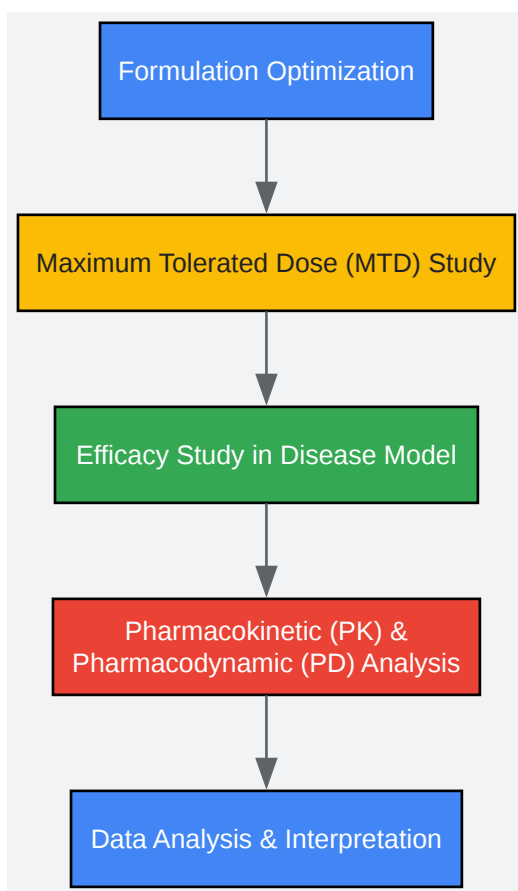 Formulation Optimization
Maximum Tolerated Dose (MTD) Study
Efficacy Study in Disease Model
Pharmacokinetic (PK) &
Pharmacodynamic (PD) Analysis
Data Analysis & Interpretation